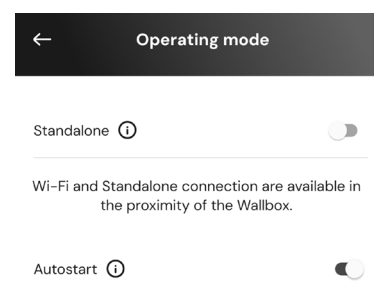 Operating mode
Standalone
Wi-Fi and Standalone connection are available in
the proximity of the Wallbox.
Autostart